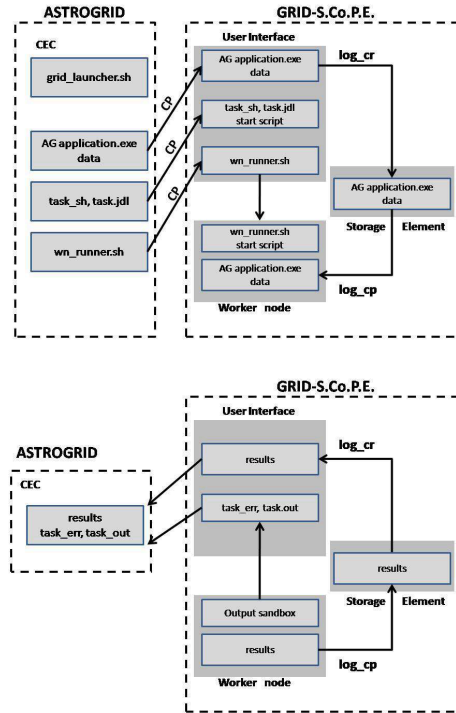 ASTROGRID
GRID-S.Co.P.E.
CEC
grid_launcher.sh
AG application.exe
data
task_sh, task.jdl
wn_runner.sh
CP
CP
CP
User Interface
AG application.exe
data
task_sh, task.jdl
start script
wn_runner.sh
log_cr
AG application.exe
data
Storage Element
log_cp
wn_runner.sh
start script
AG application.exe
data
Worker node
GRID-S.Co.P.E.
User Interface
ASTROGRID
CEC
results
task_err, task_out
results
task_err, task.out
log_cr
results
Storage Element
Output sandbox
results
log_cp
Worker node